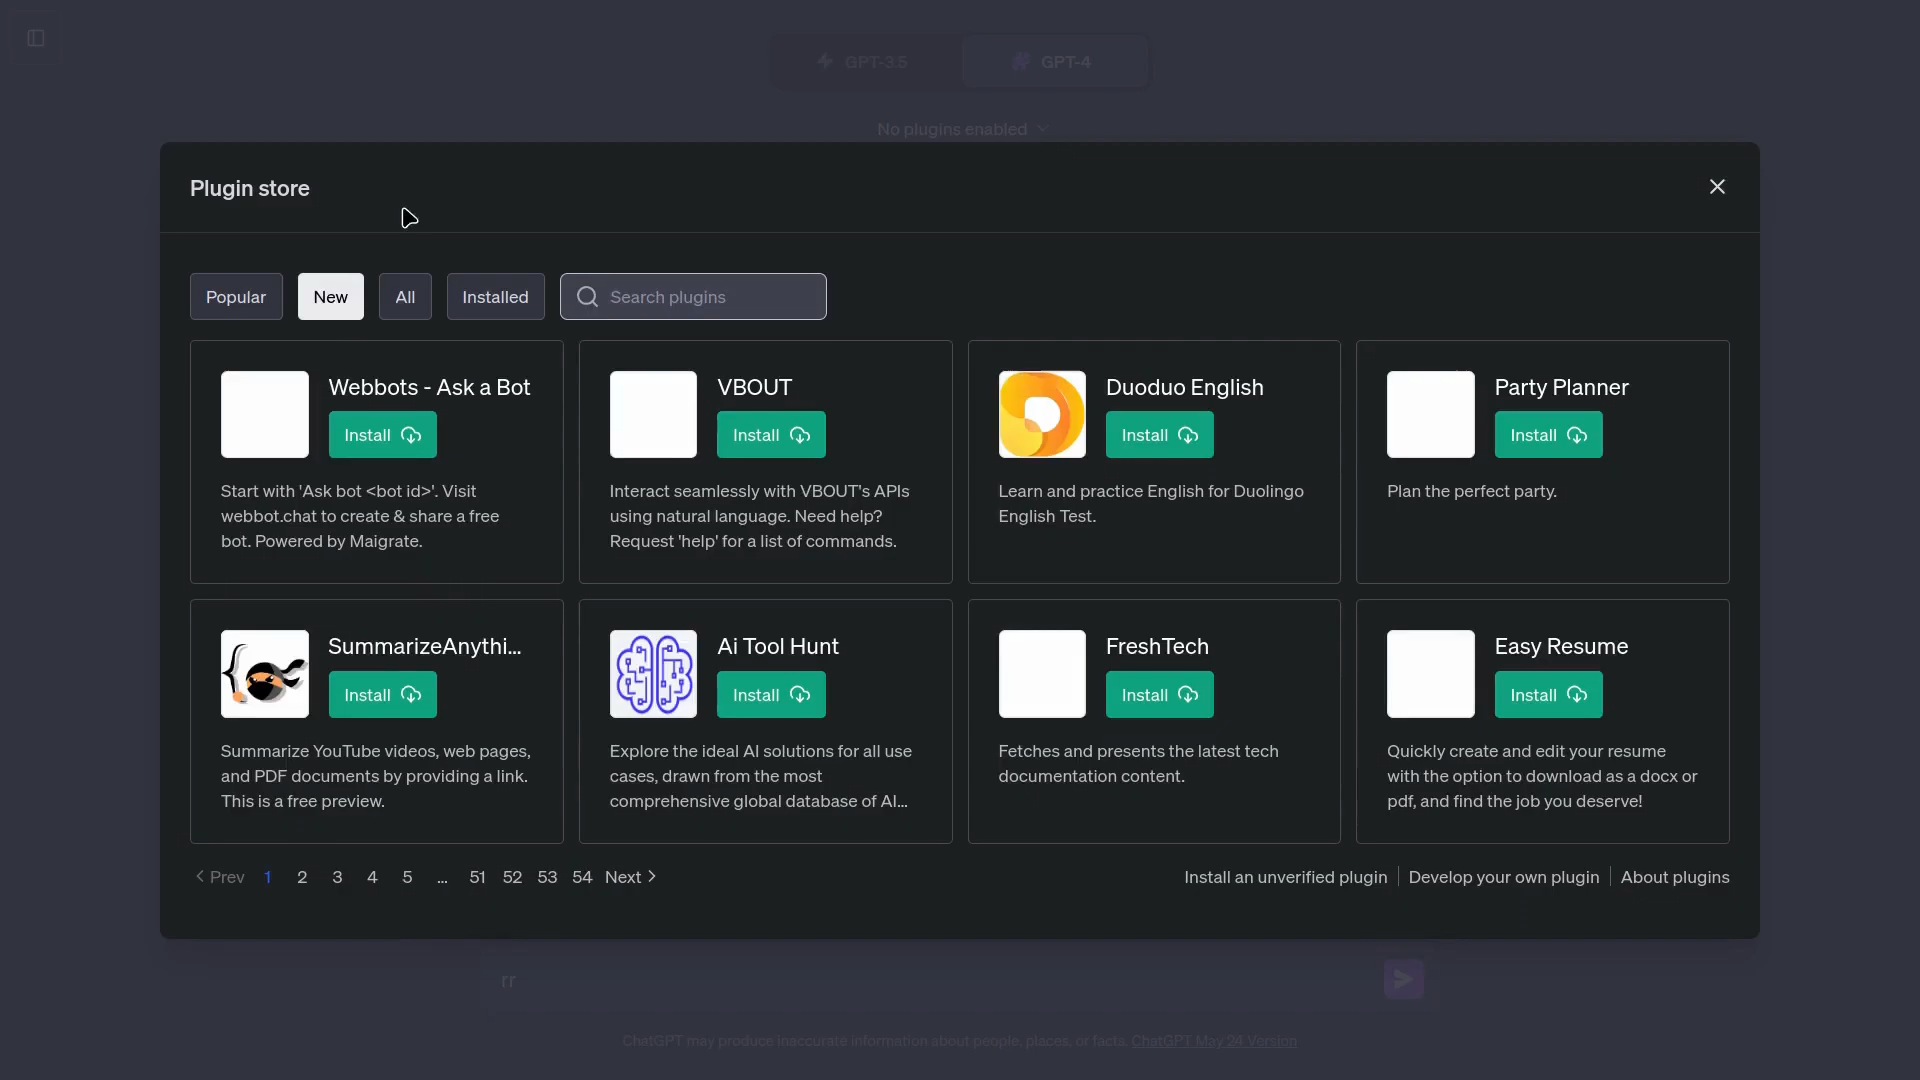 GPT-3.5
GPT-4
No plugins enabled
Plugin store
Popular
New
All
Installed
Search plugins
Webbots - Ask a Bot
Install
Start with 'Ask bot <bot id>'. Visit
webbot.chat to create & share a free
bot. Powered by Maigrate.
VBOUT
Install
Interact seamlessly with VBOUT's APIs
using natural language. Need help?
Request 'help' for a list of commands.
Duoduo English
Install
Learn and practice English for Duolingo
English Test.
Party Planner
Install
Plan the perfect party.
SummarizeAnythi...
Install
Summarize YouTube videos, web pages,
and PDF documents by providing a link.
This is a free preview.
Ai Tool Hunt
Install
Explore the ideal AI solutions for all use
cases, drawn from the most
comprehensive global database of AI...
FreshTech
Install
Fetches and presents the latest tech
documentation content.
Easy Resume
Install
Quickly create and edit your resume
with the option to download as a docx or
pdf, and find the job you deserve!
Prev 1 2 3 4 5 ... 51 52 53 54 Next
Install an unverified plugin
Develop your own plugin
About plugins
rr
ChatGPT may produce inaccurate information about people, places, or facts. ChatGPT May 24 Version